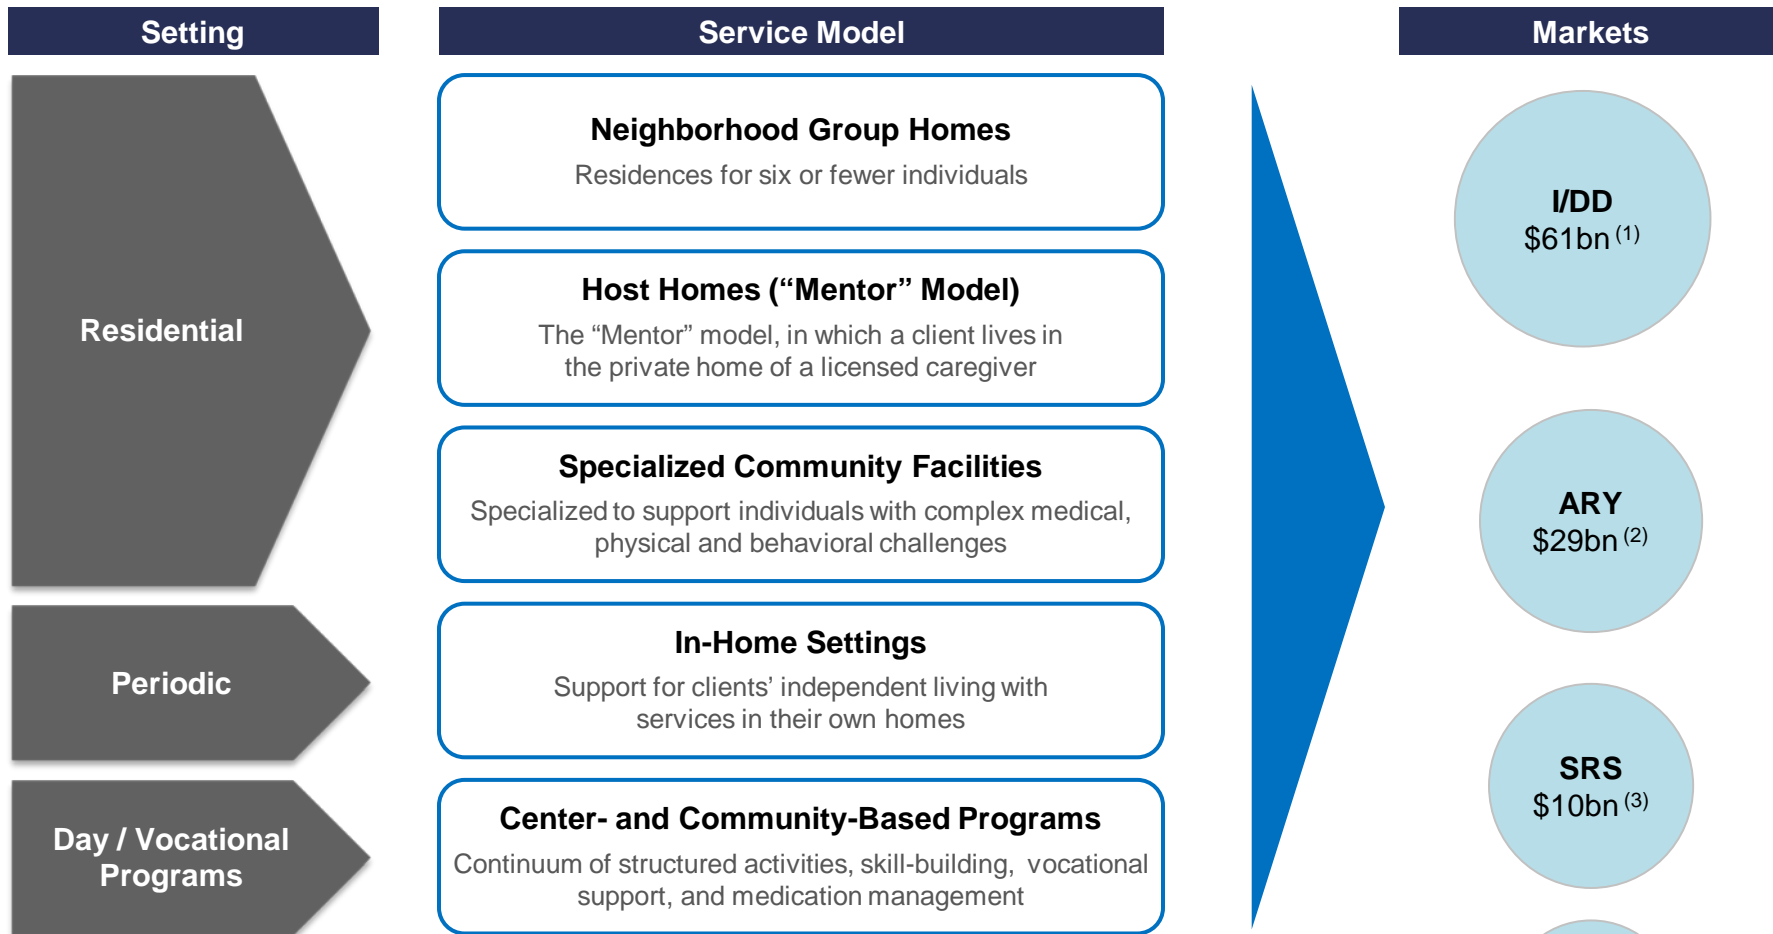 Setting
Service Model
Markets
Residential
Neighborhood Group Homes
Residences for six or fewer individuals
Host Homes (“Mentor” Model)
The “Mentor” model, in which a client lives in
the private home of a licensed caregiver
Specialized Community Facilities
Specialized to support individuals with complex medical,
physical and behavioral challenges
Periodic
In-Home Settings
Support for clients’ independent living with
services in their own homes
Day / Vocational
Programs
Center- and Community-Based Programs
Continuum of structured activities, skill-building, vocational
support, and medication management
I/DD
$61bn (1)
ARY
$29bn (2)
SRS
$10bn (3)